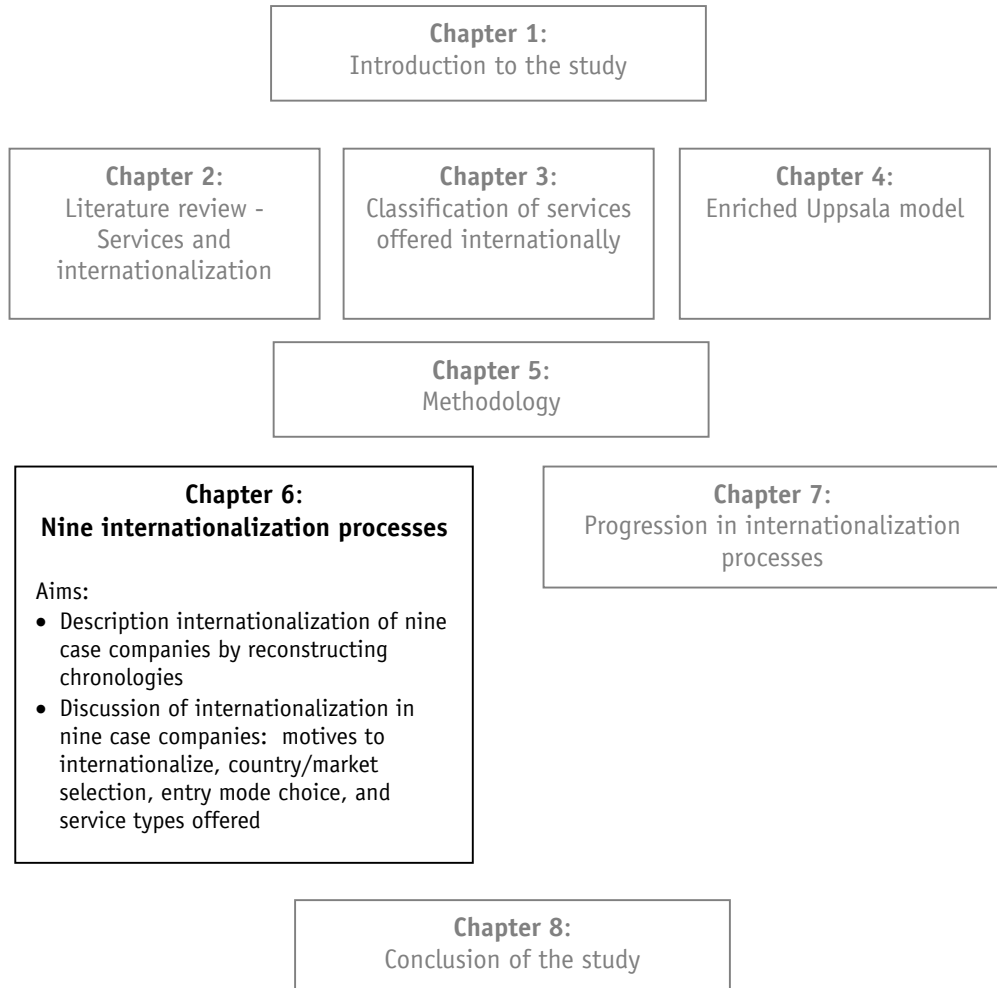 Chapter 1:
Introduction to the study
Chapter 2:
Literature review -
Services and
internationalization
Chapter 3:
Classification of services
offered internationally
Chapter 4:
Enriched Uppsala model
Chapter 5:
Methodology
Chapter 6:
Nine internationalization processes
Aims:
• Description internationalization of nine
case companies by reconstructing
chronologies
• Discussion of internationalization in
nine case companies:  motives to
internationalize, country/market
selection, entry mode choice, and
service types offered
Chapter 7:
Progression in internationalization
processes
Chapter 8:
Conclusion of the study